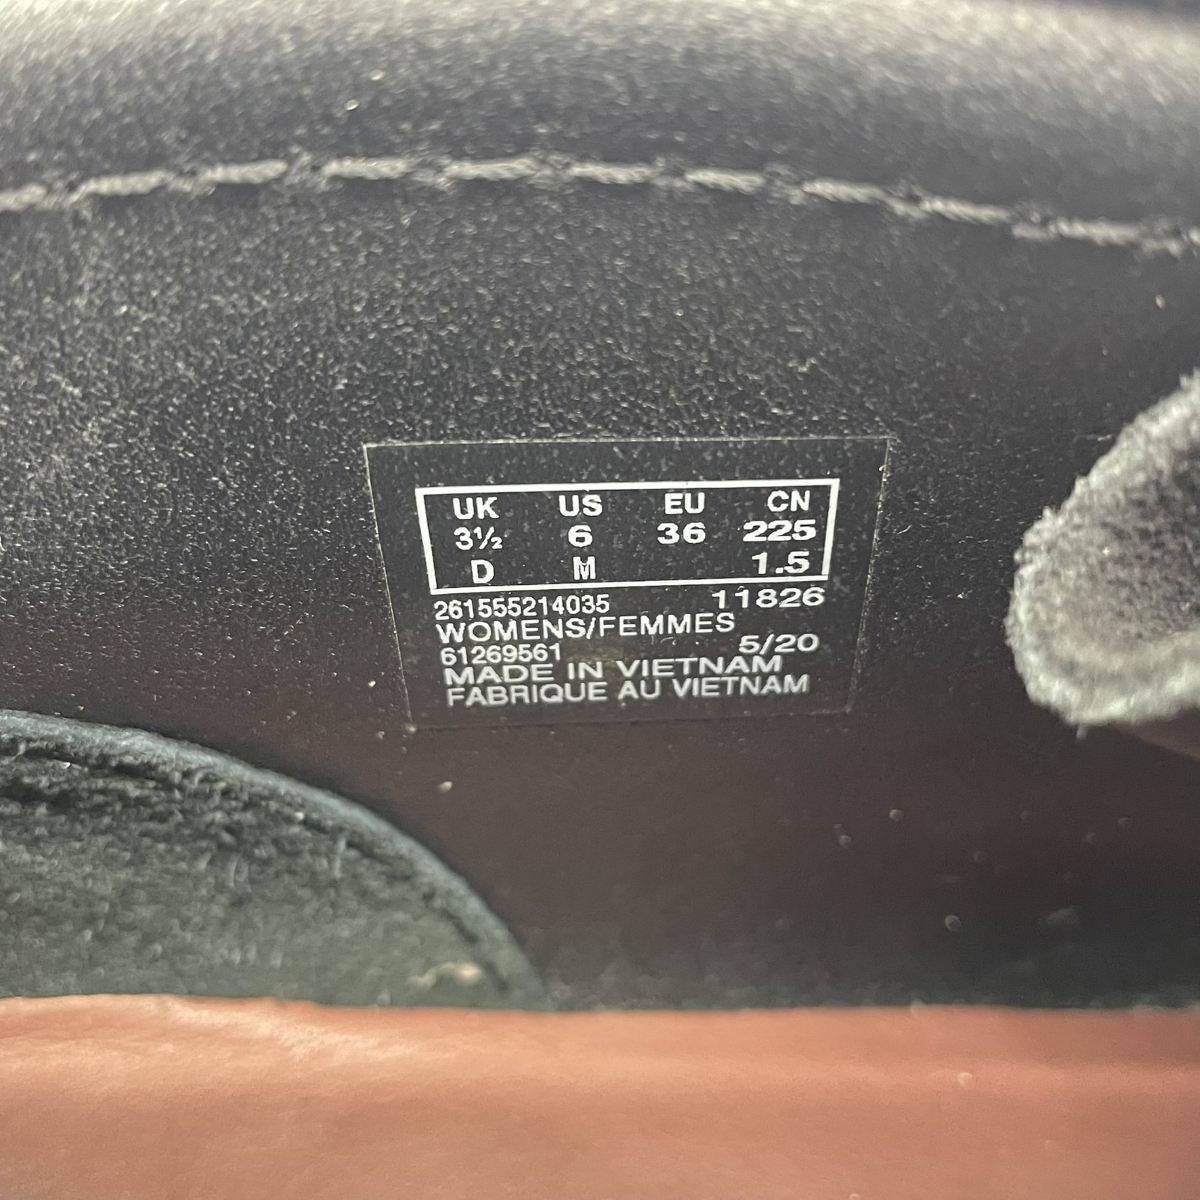 UK US EU CN
3½ 6 36 225
D M 1.5
261555214035 11826
WOMENS/FEMMES
61269561 5/20
MADE IN VIETNAM
FABRIQUE AU VIETNAM